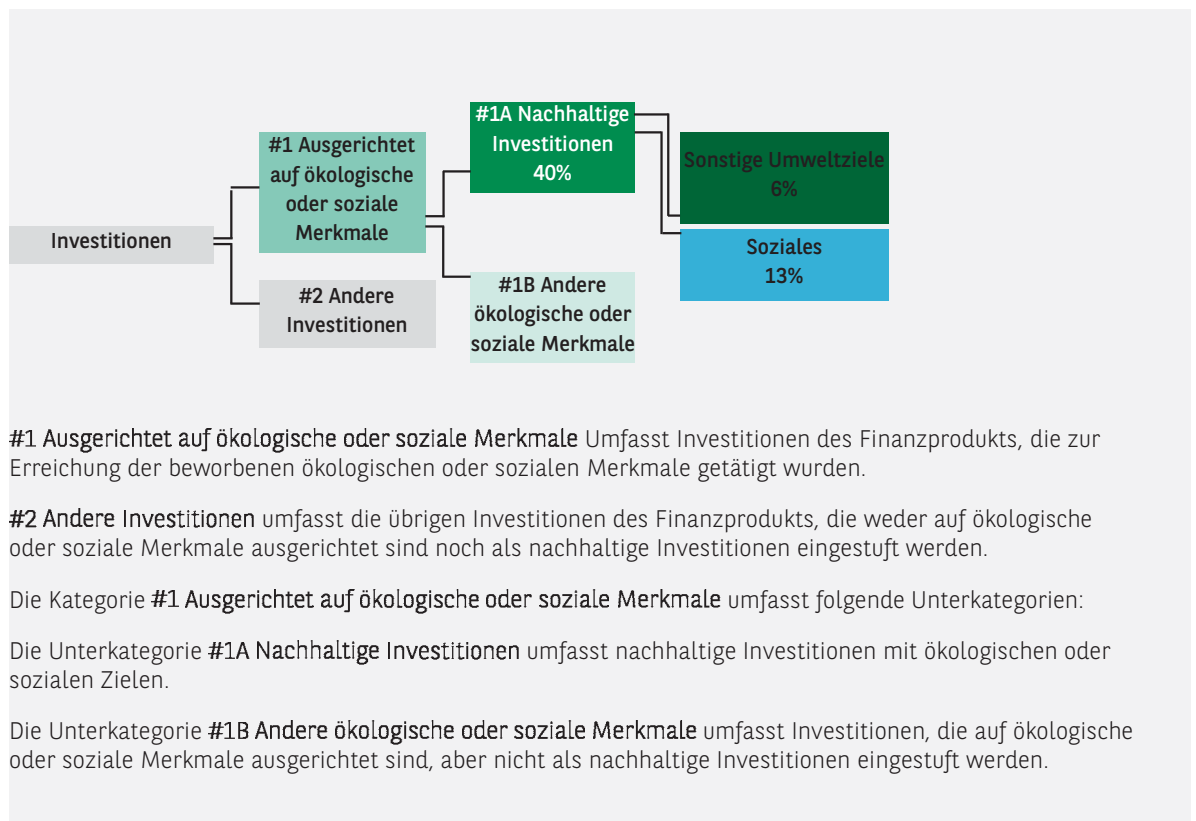 #1A Nachhaltige
Investitionen
40%
#1 Ausgerichtet
auf ökologische
oder soziale
Merkmale
Sonstige Umweltziele
6%
Investitionen
Soziales
13%
#2 Andere
Investitionen
#1B Andere
ökologische oder
soziale Merkmale
#1 Ausgerichtet auf ökologische oder soziale Merkmale Umfasst Investitionen des Finanzprodukts, die zur
Erreichung der beworbenen ökologischen oder sozialen Merkmale getätigt wurden.
#2 Andere Investitionen umfasst die übrigen Investitionen des Finanzprodukts, die weder auf ökologische
oder soziale Merkmale ausgerichtet sind noch als nachhaltige Investitionen eingestuft werden.
Die Kategorie #1 Ausgerichtet auf ökologische oder soziale Merkmale umfasst folgende Unterkategorien:
Die Unterkategorie #1A Nachhaltige Investitionen umfasst nachhaltige Investitionen mit ökologischen oder
sozialen Zielen.
Die Unterkategorie #1B Andere ökologische oder soziale Merkmale umfasst Investitionen, die auf ökologische
oder soziale Merkmale ausgerichtet sind, aber nicht als nachhaltige Investitionen eingestuft werden.